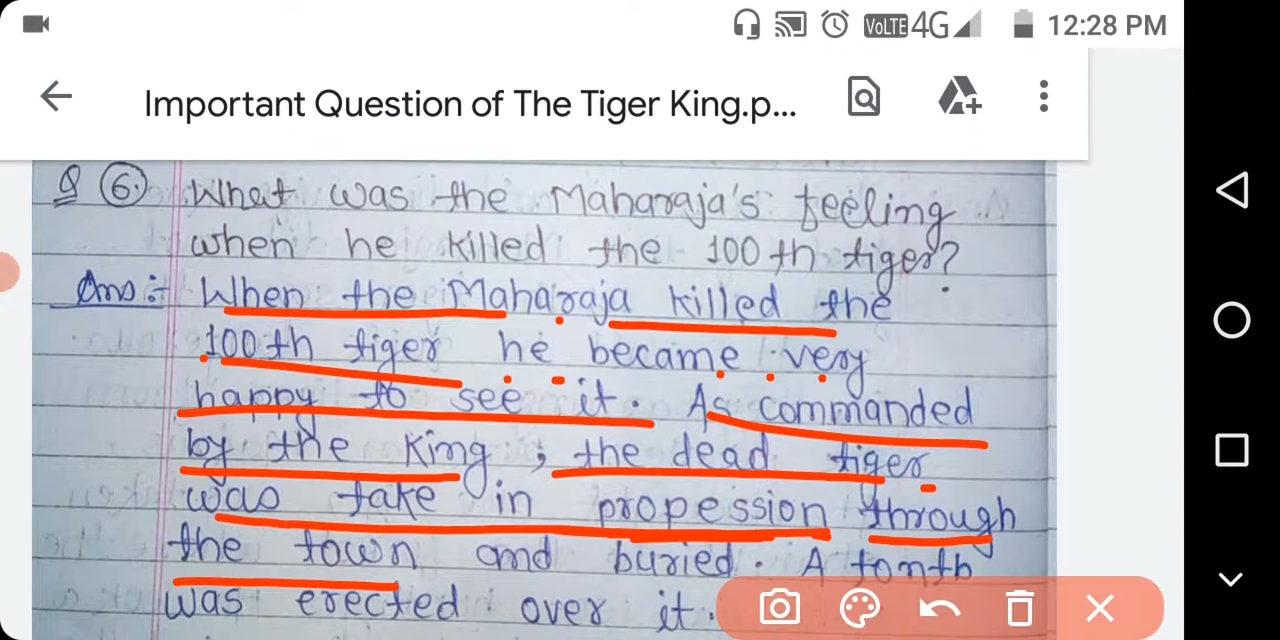 VoLTE 4G 12:28 PM
Important Question of The Tiger King.p...
Q 6. What was the Maharaja's feeling
when he killed the 100th tiger?
Ans:- When the Maharaja killed the
100th tiger he became very
happy to see it. As commanded
by the King ; the dead tiger
was take in propession through
the town and buried. A tomb
was erected over it.